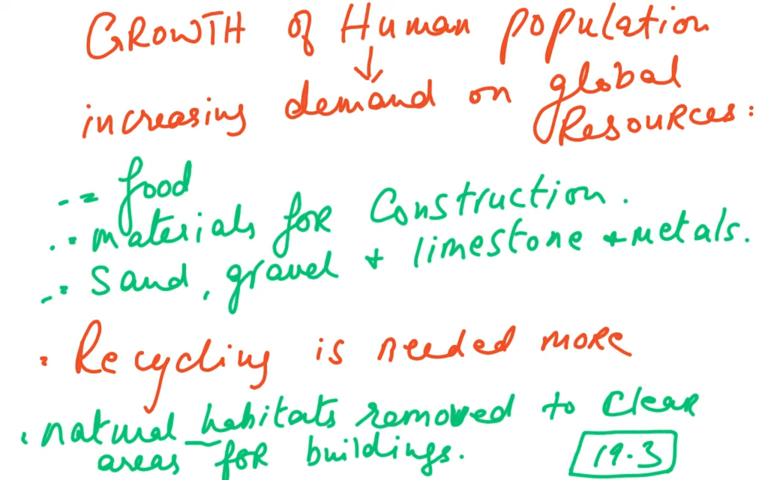 GROWTH of Human population
↓
increasing demand on global
RESOURCES:
-- = food
.. = materials foR Construction.
-. = Sand, gravel + limestone + metals.
• Recycling is needed moRe
• natural habitats removed to cleaR
areas foR buildings.
19.3